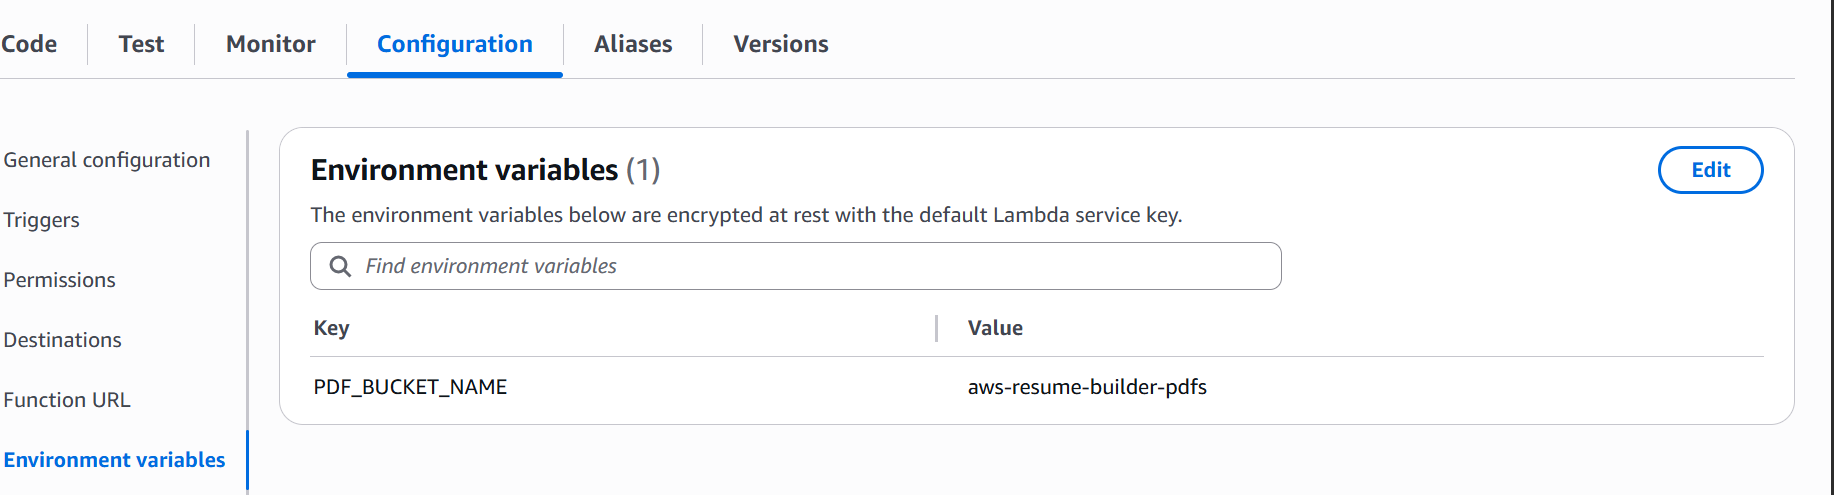 Code Test Monitor Configuration Aliases Versions
General configuration
Triggers
Permissions
Destinations
Function URL
Environment variables
Environment variables (1)
Edit
The environment variables below are encrypted at rest with the default Lambda service key.
Find environment variables
Key Value
PDF_BUCKET_NAME aws-resume-builder-pdfs